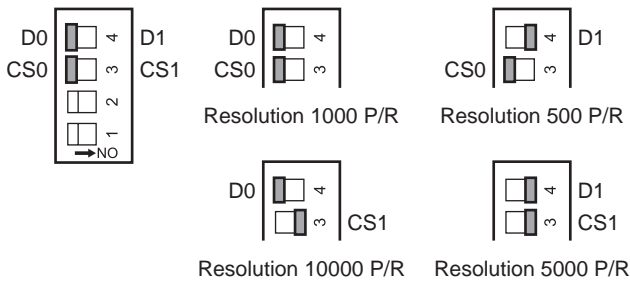 D0 4 D1
CS0 3 CS1
2
1
NO
D0 4
CS0 3
Resolution 1000 P/R
4 D1
CS0 3
Resolution 500 P/R
D0 4
3 CS1
Resolution 10000 P/R
4 D1
3 CS1
Resolution 5000 P/R